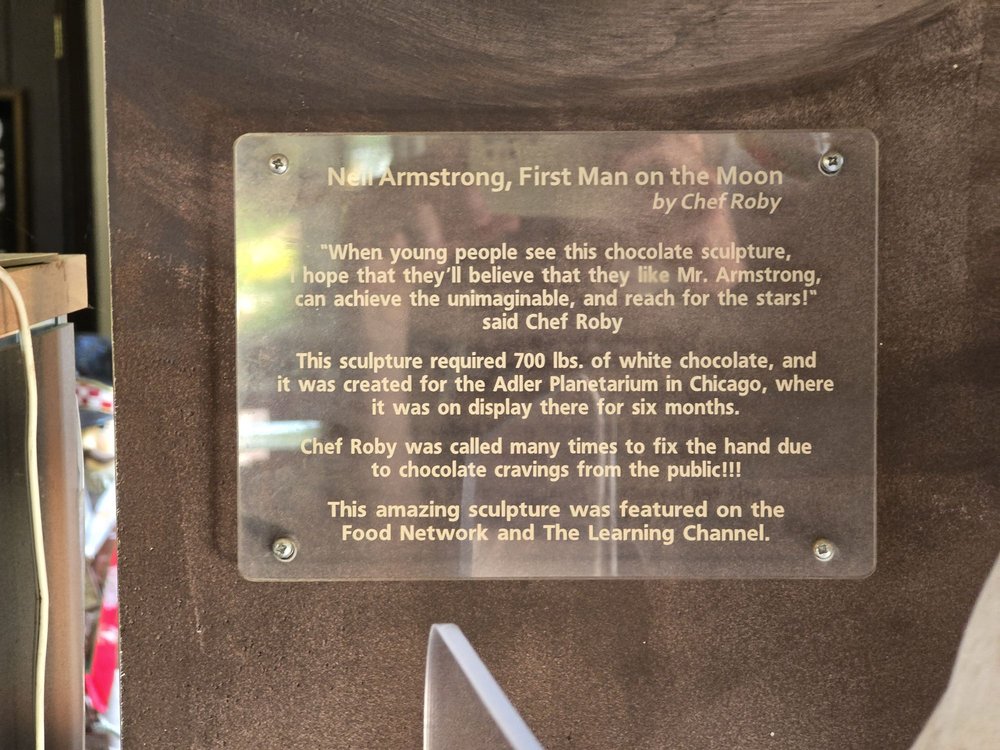 Neil Armstrong, First Man on the Moon
by Chef Roby
"When young people see this chocolate sculpture,
I hope that they'll believe that they like Mr. Armstrong,
can achieve the unimaginable, and reach for the stars!"
said Chef Roby
This sculpture required 700 lbs. of white chocolate, and
it was created for the Adler Planetarium in Chicago, where
it was on display there for six months.
Chef Roby was called many times to fix the hand due
to chocolate cravings from the public!!!
This amazing sculpture was featured on the
Food Network and The Learning Channel.